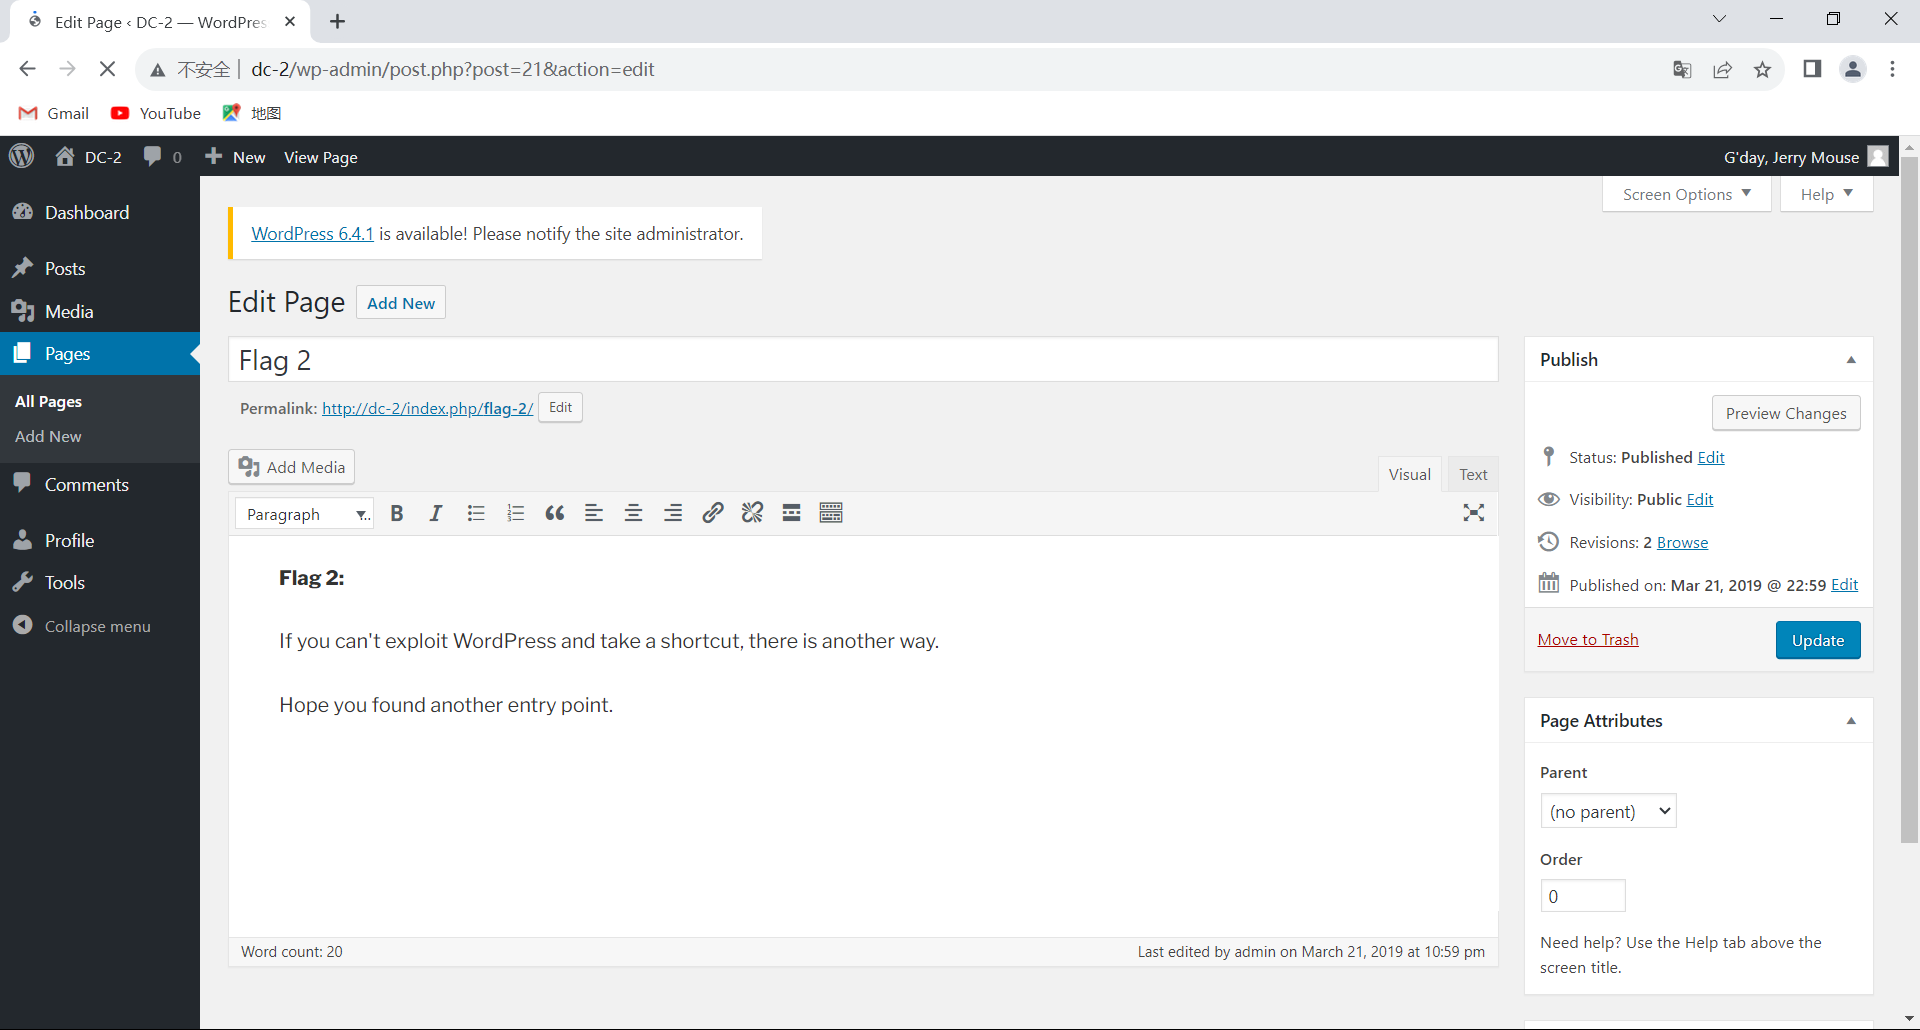 Edit Page ‹ DC-2 — WordPres
不安全 | dc-2/wp-admin/post.php?post=21&action=edit
Gmail YouTube 地图
DC-2 0 New View Page G'day, Jerry Mouse
Screen Options Help
Dashboard
WordPress 6.4.1 is available! Please notify the site administrator.
Posts
Media
Pages
All Pages
Add New
Comments
Profile
Tools
Collapse menu
Edit Page Add New
Flag 2
Permalink: http://dc-2/index.php/flag-2/ Edit
Add Media
Visual Text
Paragraph
Flag 2:
If you can't exploit WordPress and take a shortcut, there is another way.
Hope you found another entry point.
Word count: 20 Last edited by admin on March 21, 2019 at 10:59 pm
Publish
Preview Changes
Status: Published Edit
Visibility: Public Edit
Revisions: 2 Browse
Published on: Mar 21, 2019 @ 22:59 Edit
Move to Trash Update
Page Attributes
Parent
(no parent)
Order
0
Need help? Use the Help tab above the
screen title.